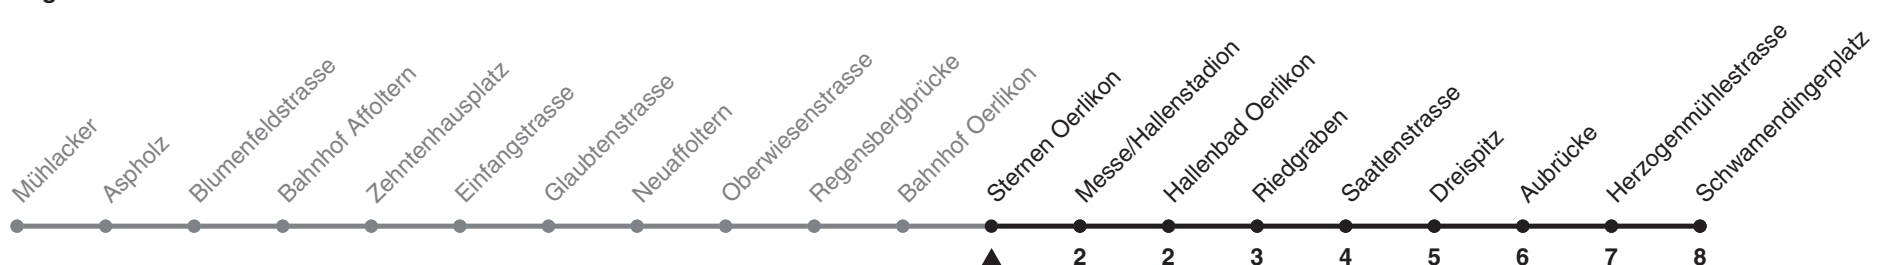 Mühlacker
Aspholz
Blumenfeldstrasse
Bahnhof Affoltern
Zehntenhausplatz
Einfangstrasse
Glaubtenstrasse
Neuaffoltern
Oberwiesenstrasse
Regensbergbrücke
Bahnhof Oerlikon
Sternen Oerlikon
Messe/Hallenstadion
Hallenbad Oerlikon
Riedgraben
Saatlenstrasse
Dreispitz
Aubrücke
Herzogenmühlestrasse
Schwamendingerplatz
2 2 3 4 5 6 7 8